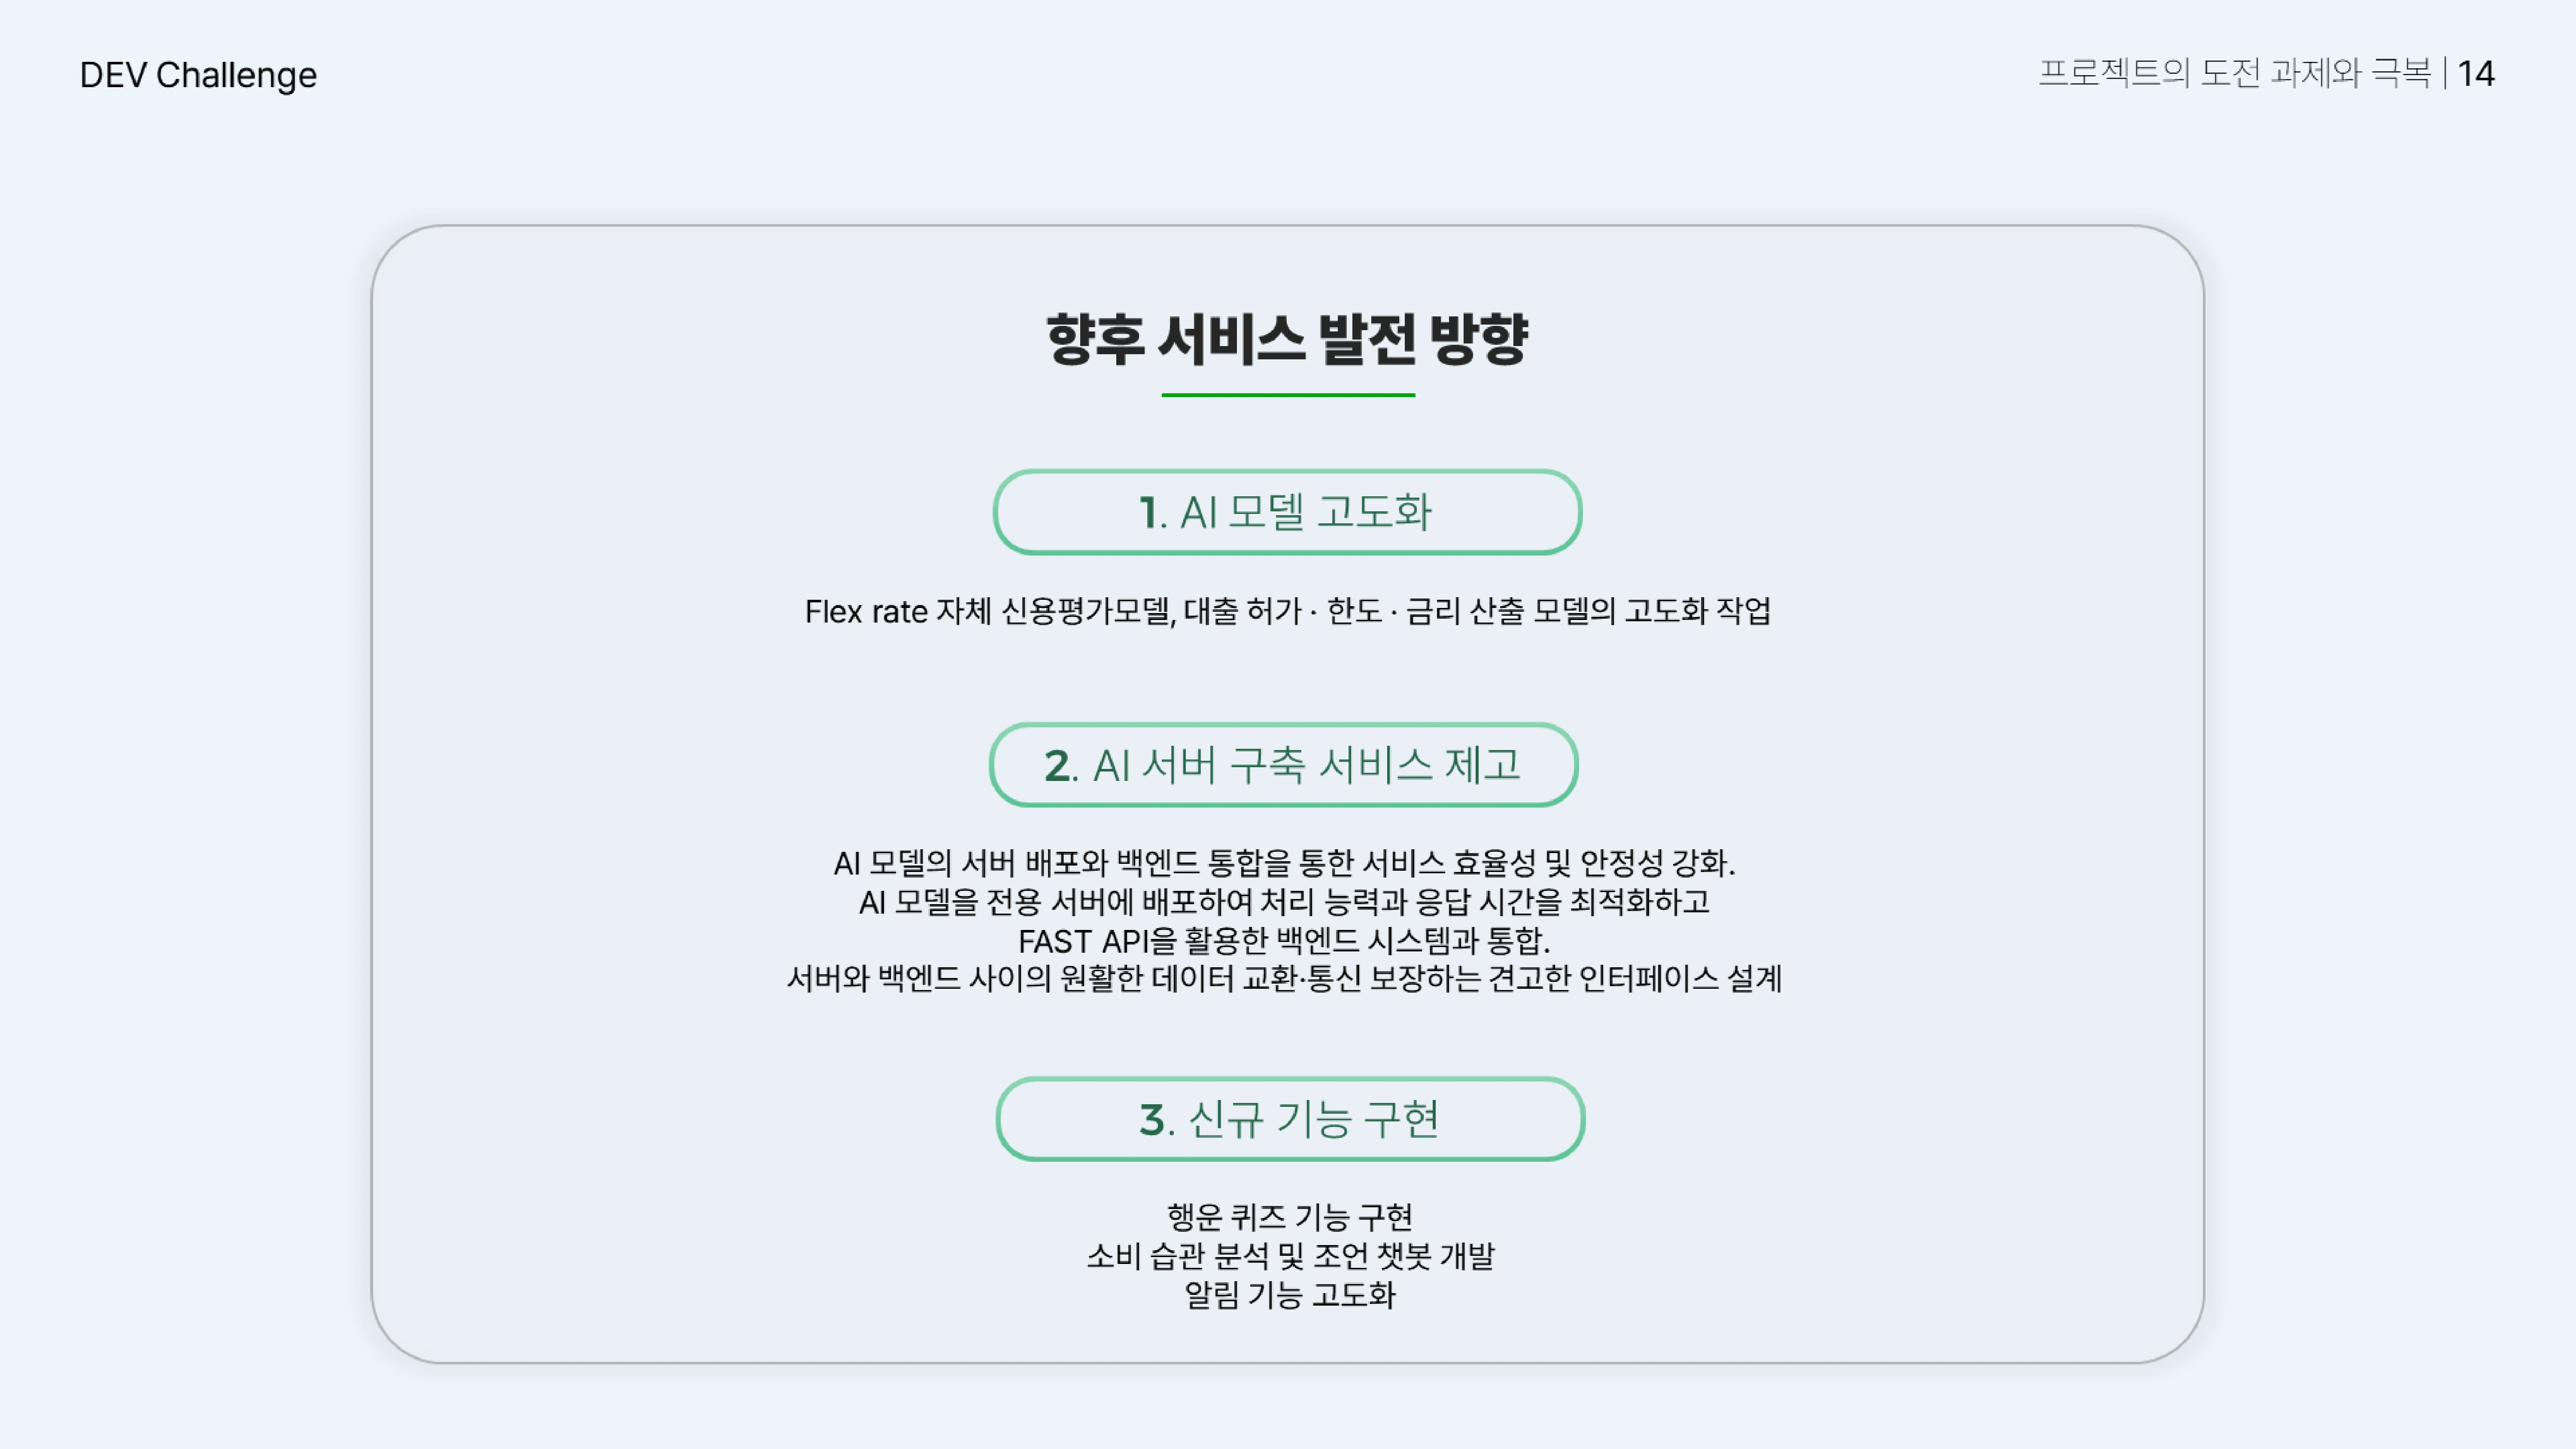 DEV Challenge
프로젝트의 도전 과제와 극복 | 14
향후 서비스 발전 방향
1. AI 모델 고도화
Flex rate 자체 신용평가모델, 대출 허가 · 한도 · 금리 산출 모델의 고도화 작업
2. AI 서버 구축 서비스 제고
AI 모델의 서버 배포와 백엔드 통합을 통한 서비스 효율성 및 안정성 강화.
AI 모델을 전용 서버에 배포하여 처리 능력과 응답 시간을 최적화하고
FAST API을 활용한 백엔드 시스템과 통합.
서버와 백엔드 사이의 원활한 데이터 교환·통신 보장하는 견고한 인터페이스 설계
3. 신규 기능 구현
행운 퀴즈 기능 구현
소비 습관 분석 및 조언 챗봇 개발
알림 기능 고도화